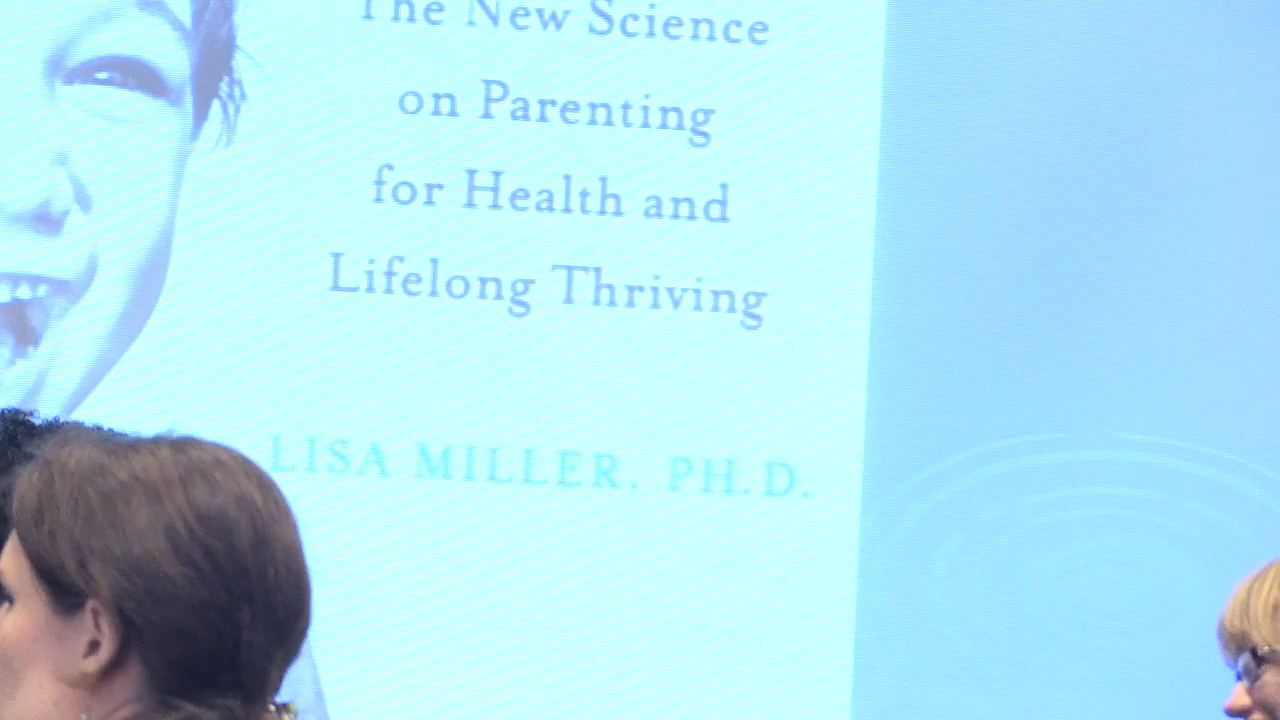 The New Science
on Parenting
for Health and
Lifelong Thriving
LISA MILLER, PH.D.